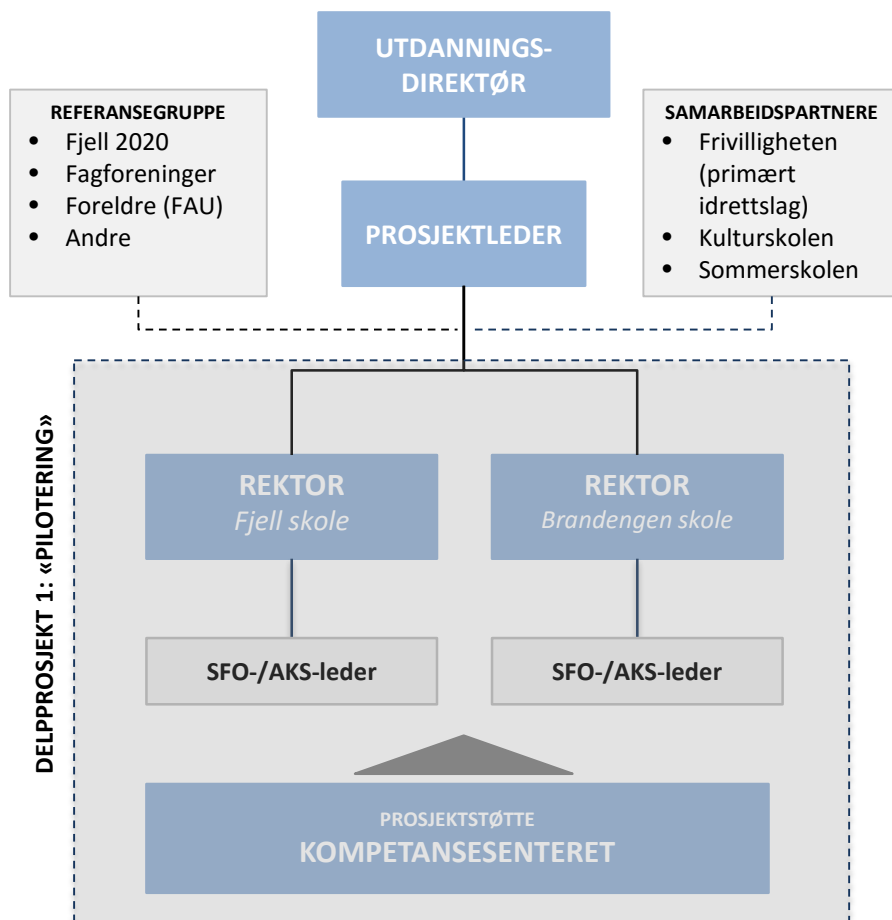 UTDANNINGS-
DIREKTØR
REFERANSEGRUPPE
• Fjell 2020
• Fagforeninger
• Foreldre (FAU)
• Andre
SAMARBEIDSPARTNERE
• Frivilligheten
(primært
idrettslag)
• Kulturskolen
• Sommerskolen
PROSJEKTLEDER
DELPPROSJEKT 1: «PILOTERING»
REKTOR
Fjell skole
REKTOR
Brandengen skole
SFO-/AKS-leder
SFO-/AKS-leder
PROSJEKTSTØTTE
KOMPETANSESENTERET